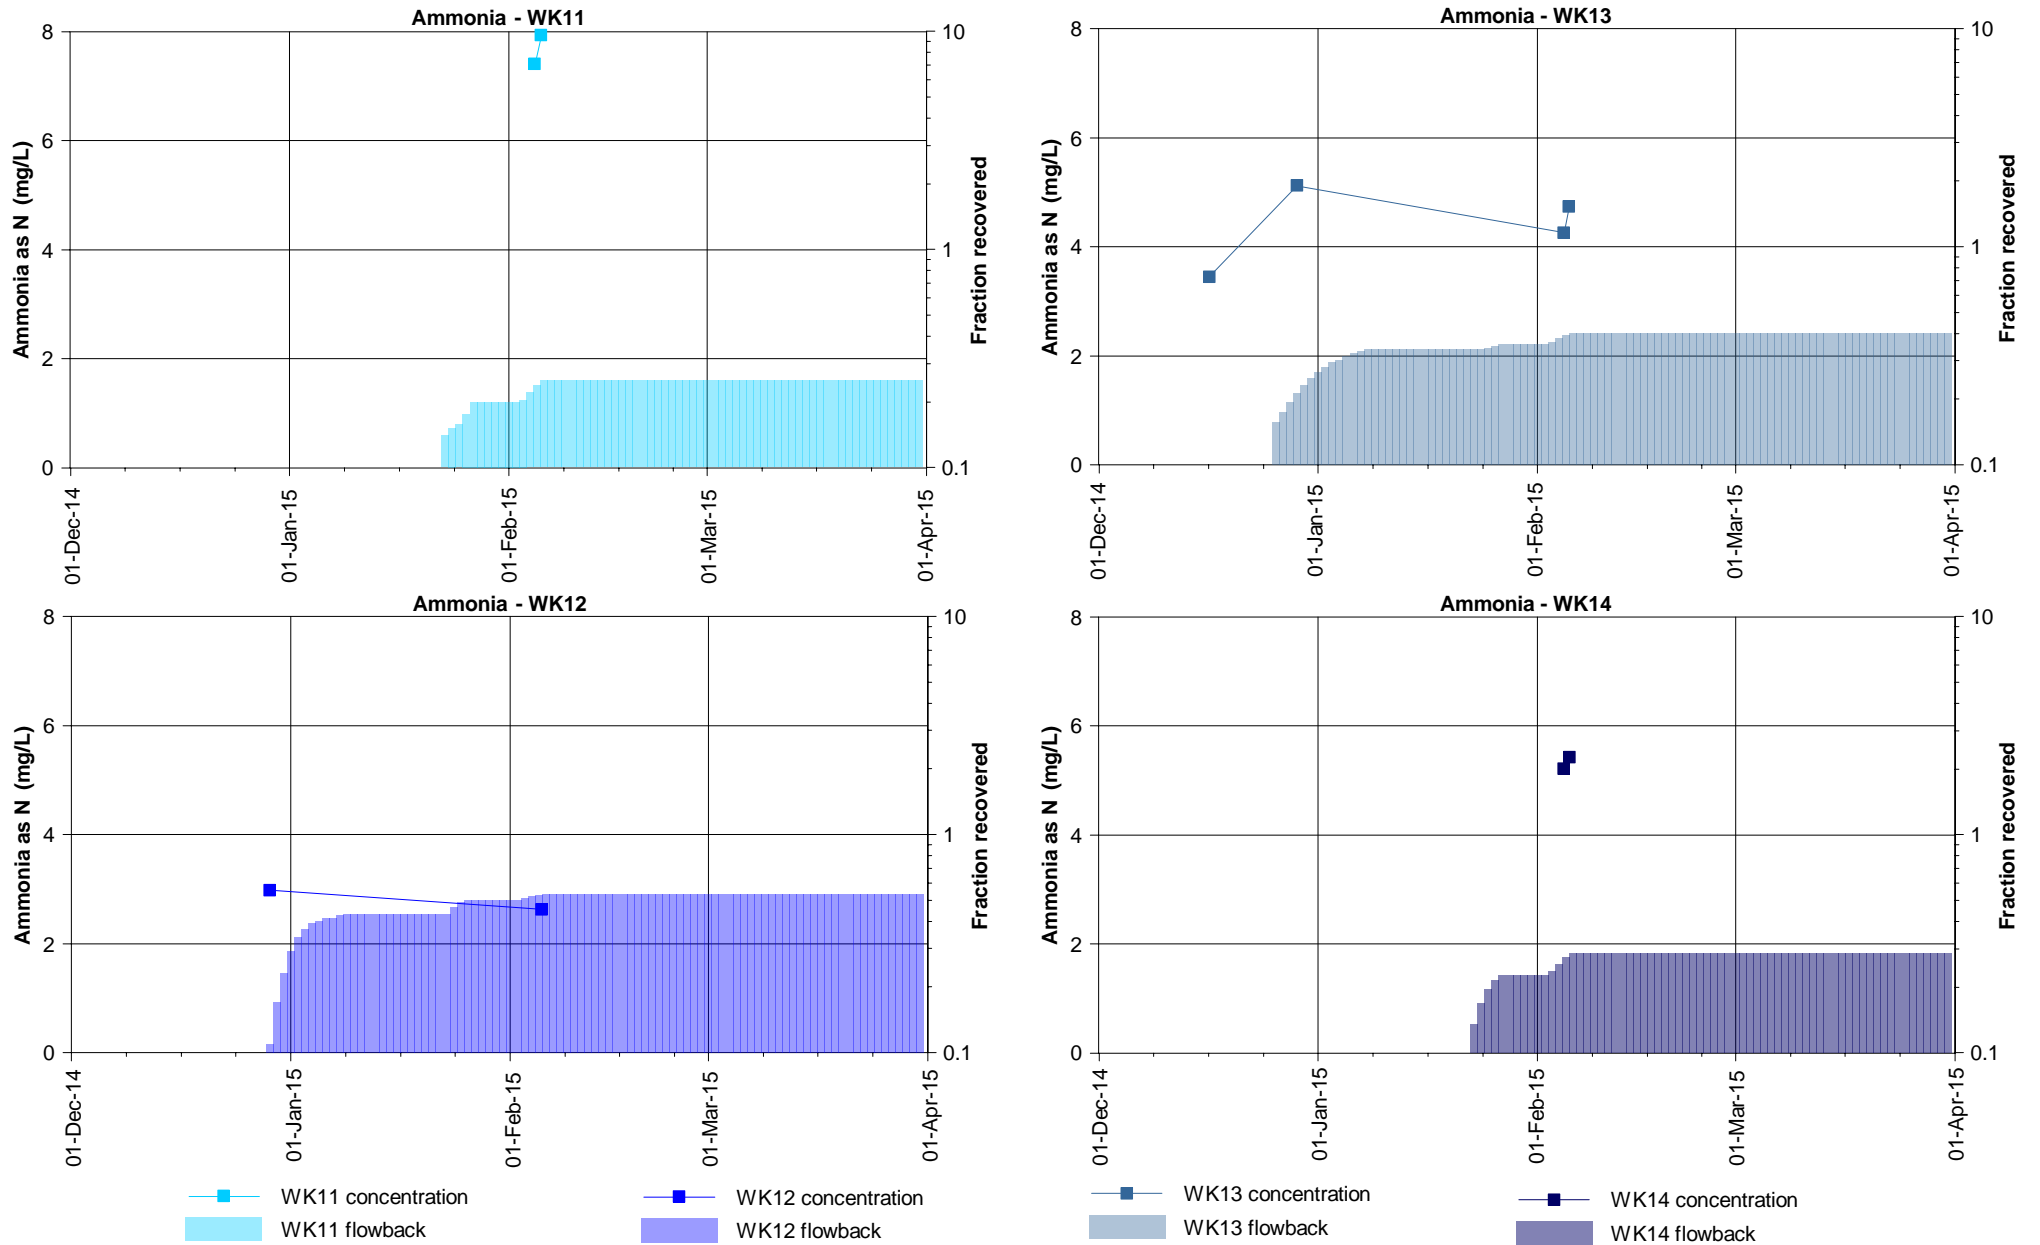 Ammonia - WK11
8
6
4
2
0
Ammonia as N (mg/L)
10
1
0.1
Fraction recovered
01-Dec-14
01-Jan-15
01-Feb-15
01-Mar-15
01-Apr-15
Ammonia - WK13
8
6
4
2
0
Ammonia as N (mg/L)
10
1
0.1
Fraction recovered
01-Dec-14
01-Jan-15
01-Feb-15
01-Mar-15
01-Apr-15
Ammonia - WK12
8
6
4
2
0
Ammonia as N (mg/L)
10
1
0.1
Fraction recovered
01-Dec-14
01-Jan-15
01-Feb-15
01-Mar-15
01-Apr-15
Ammonia - WK14
8
6
4
2
0
Ammonia as N (mg/L)
10
1
0.1
Fraction recovered
01-Dec-14
01-Jan-15
01-Feb-15
01-Mar-15
01-Apr-15
WK11 concentration
WK11 flowback
WK12 concentration
WK12 flowback
WK13 concentration
WK13 flowback
WK14 concentration
WK14 flowback